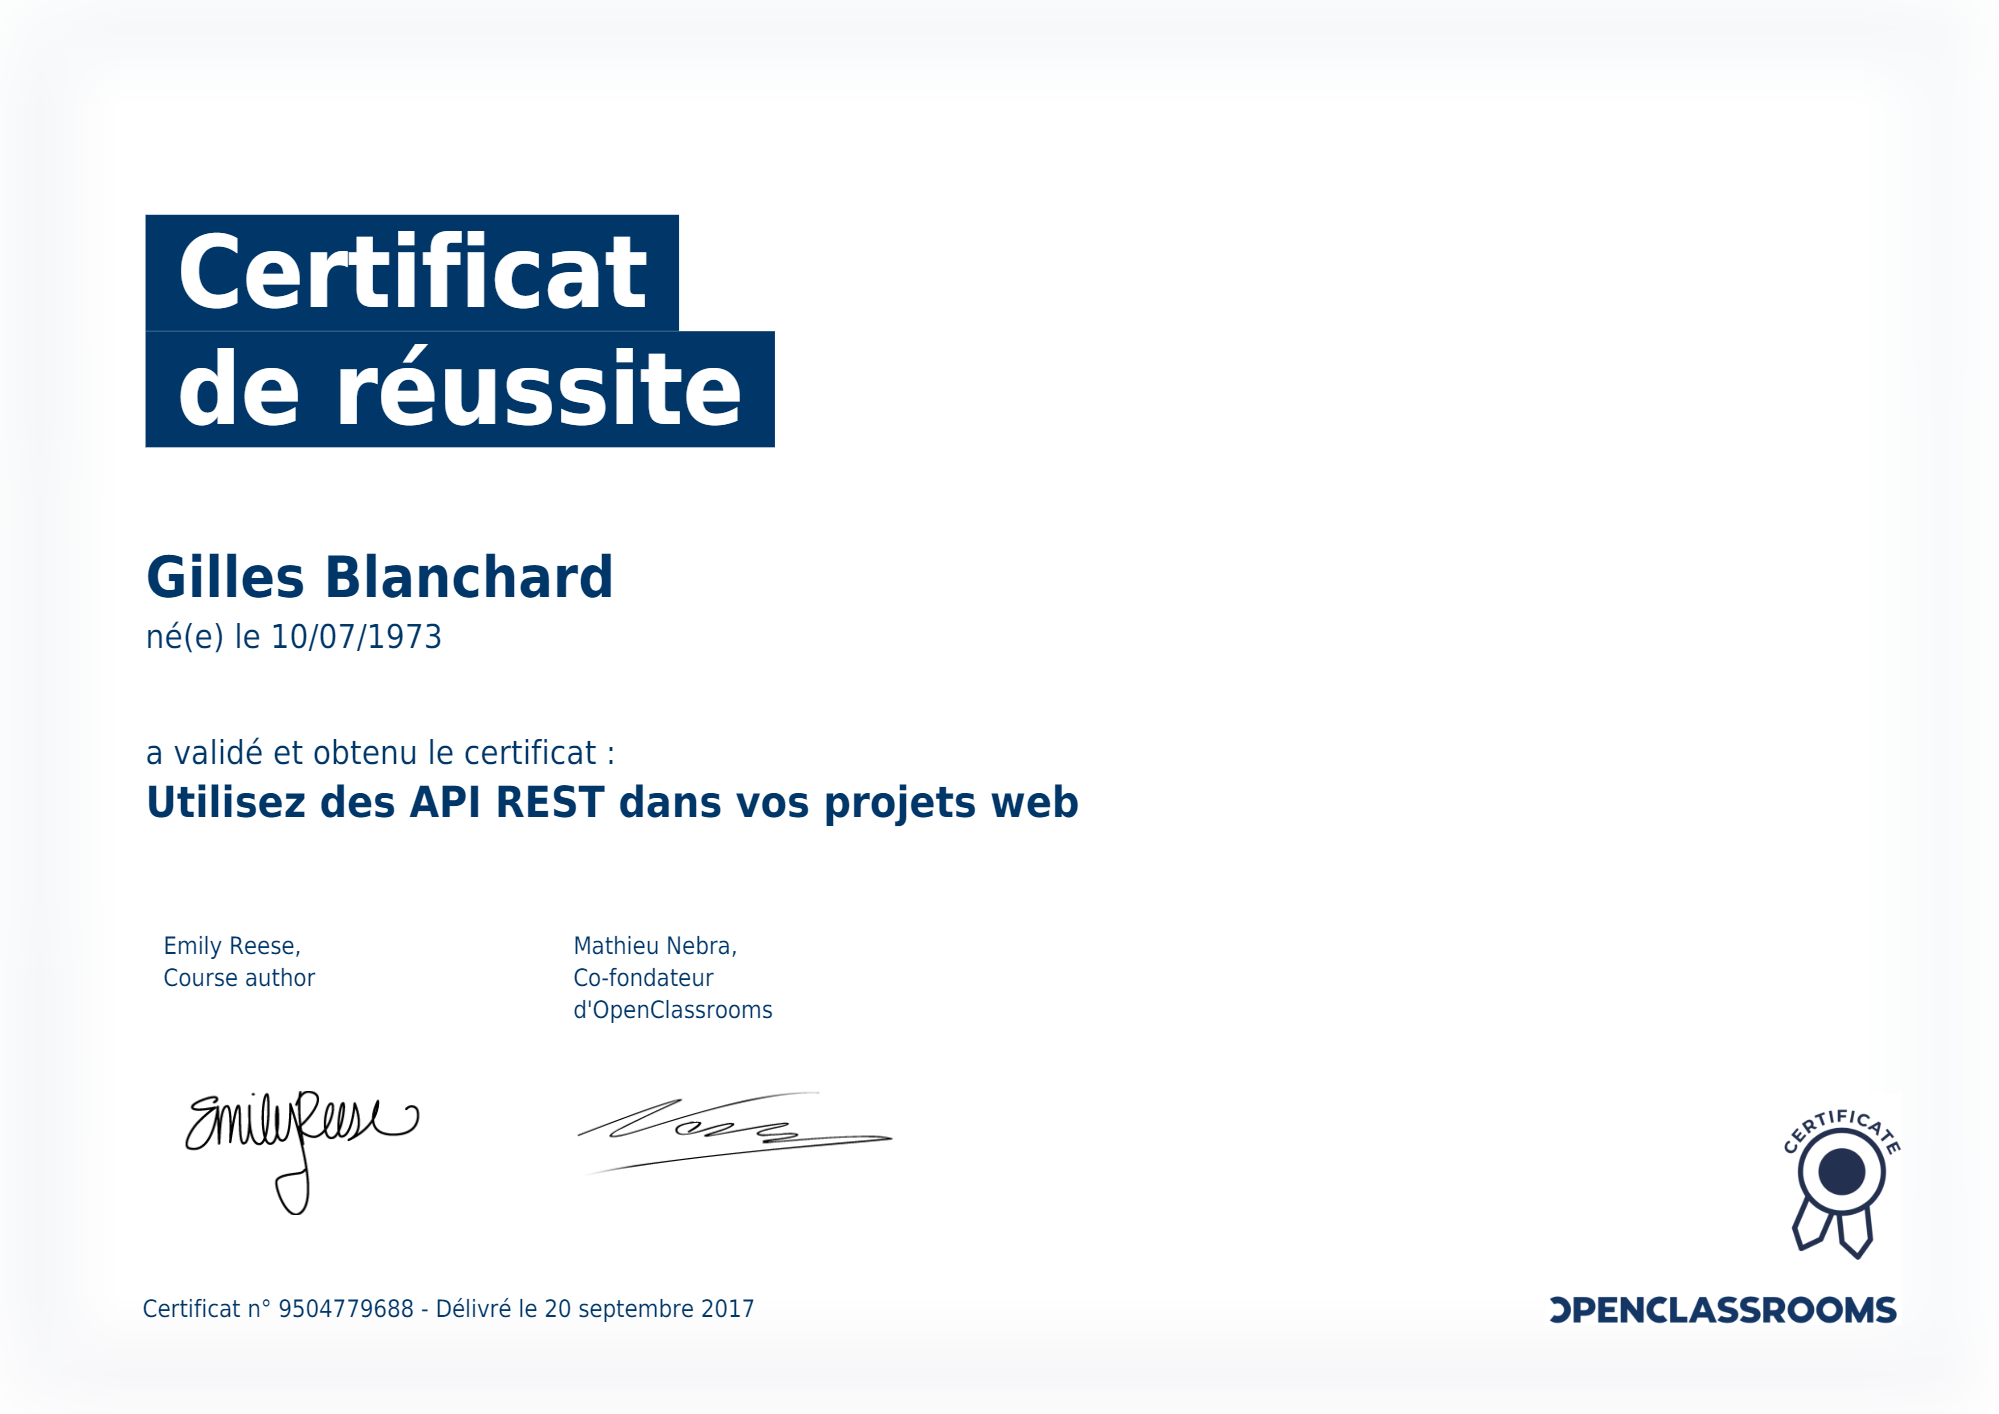 Certificat
de réussite
Gilles Blanchard
né(e) le 10/07/1973
a validé et obtenu le certificat :
Utilisez des API REST dans vos projets web
Emily Reese,
Course author
Mathieu Nebra,
Co-fondateur
d'OpenClassrooms
Emily Reese
CERTIFICATE
Certificat n° 9504779688 - Délivré le 20 septembre 2017
OPENCLASSROOMS